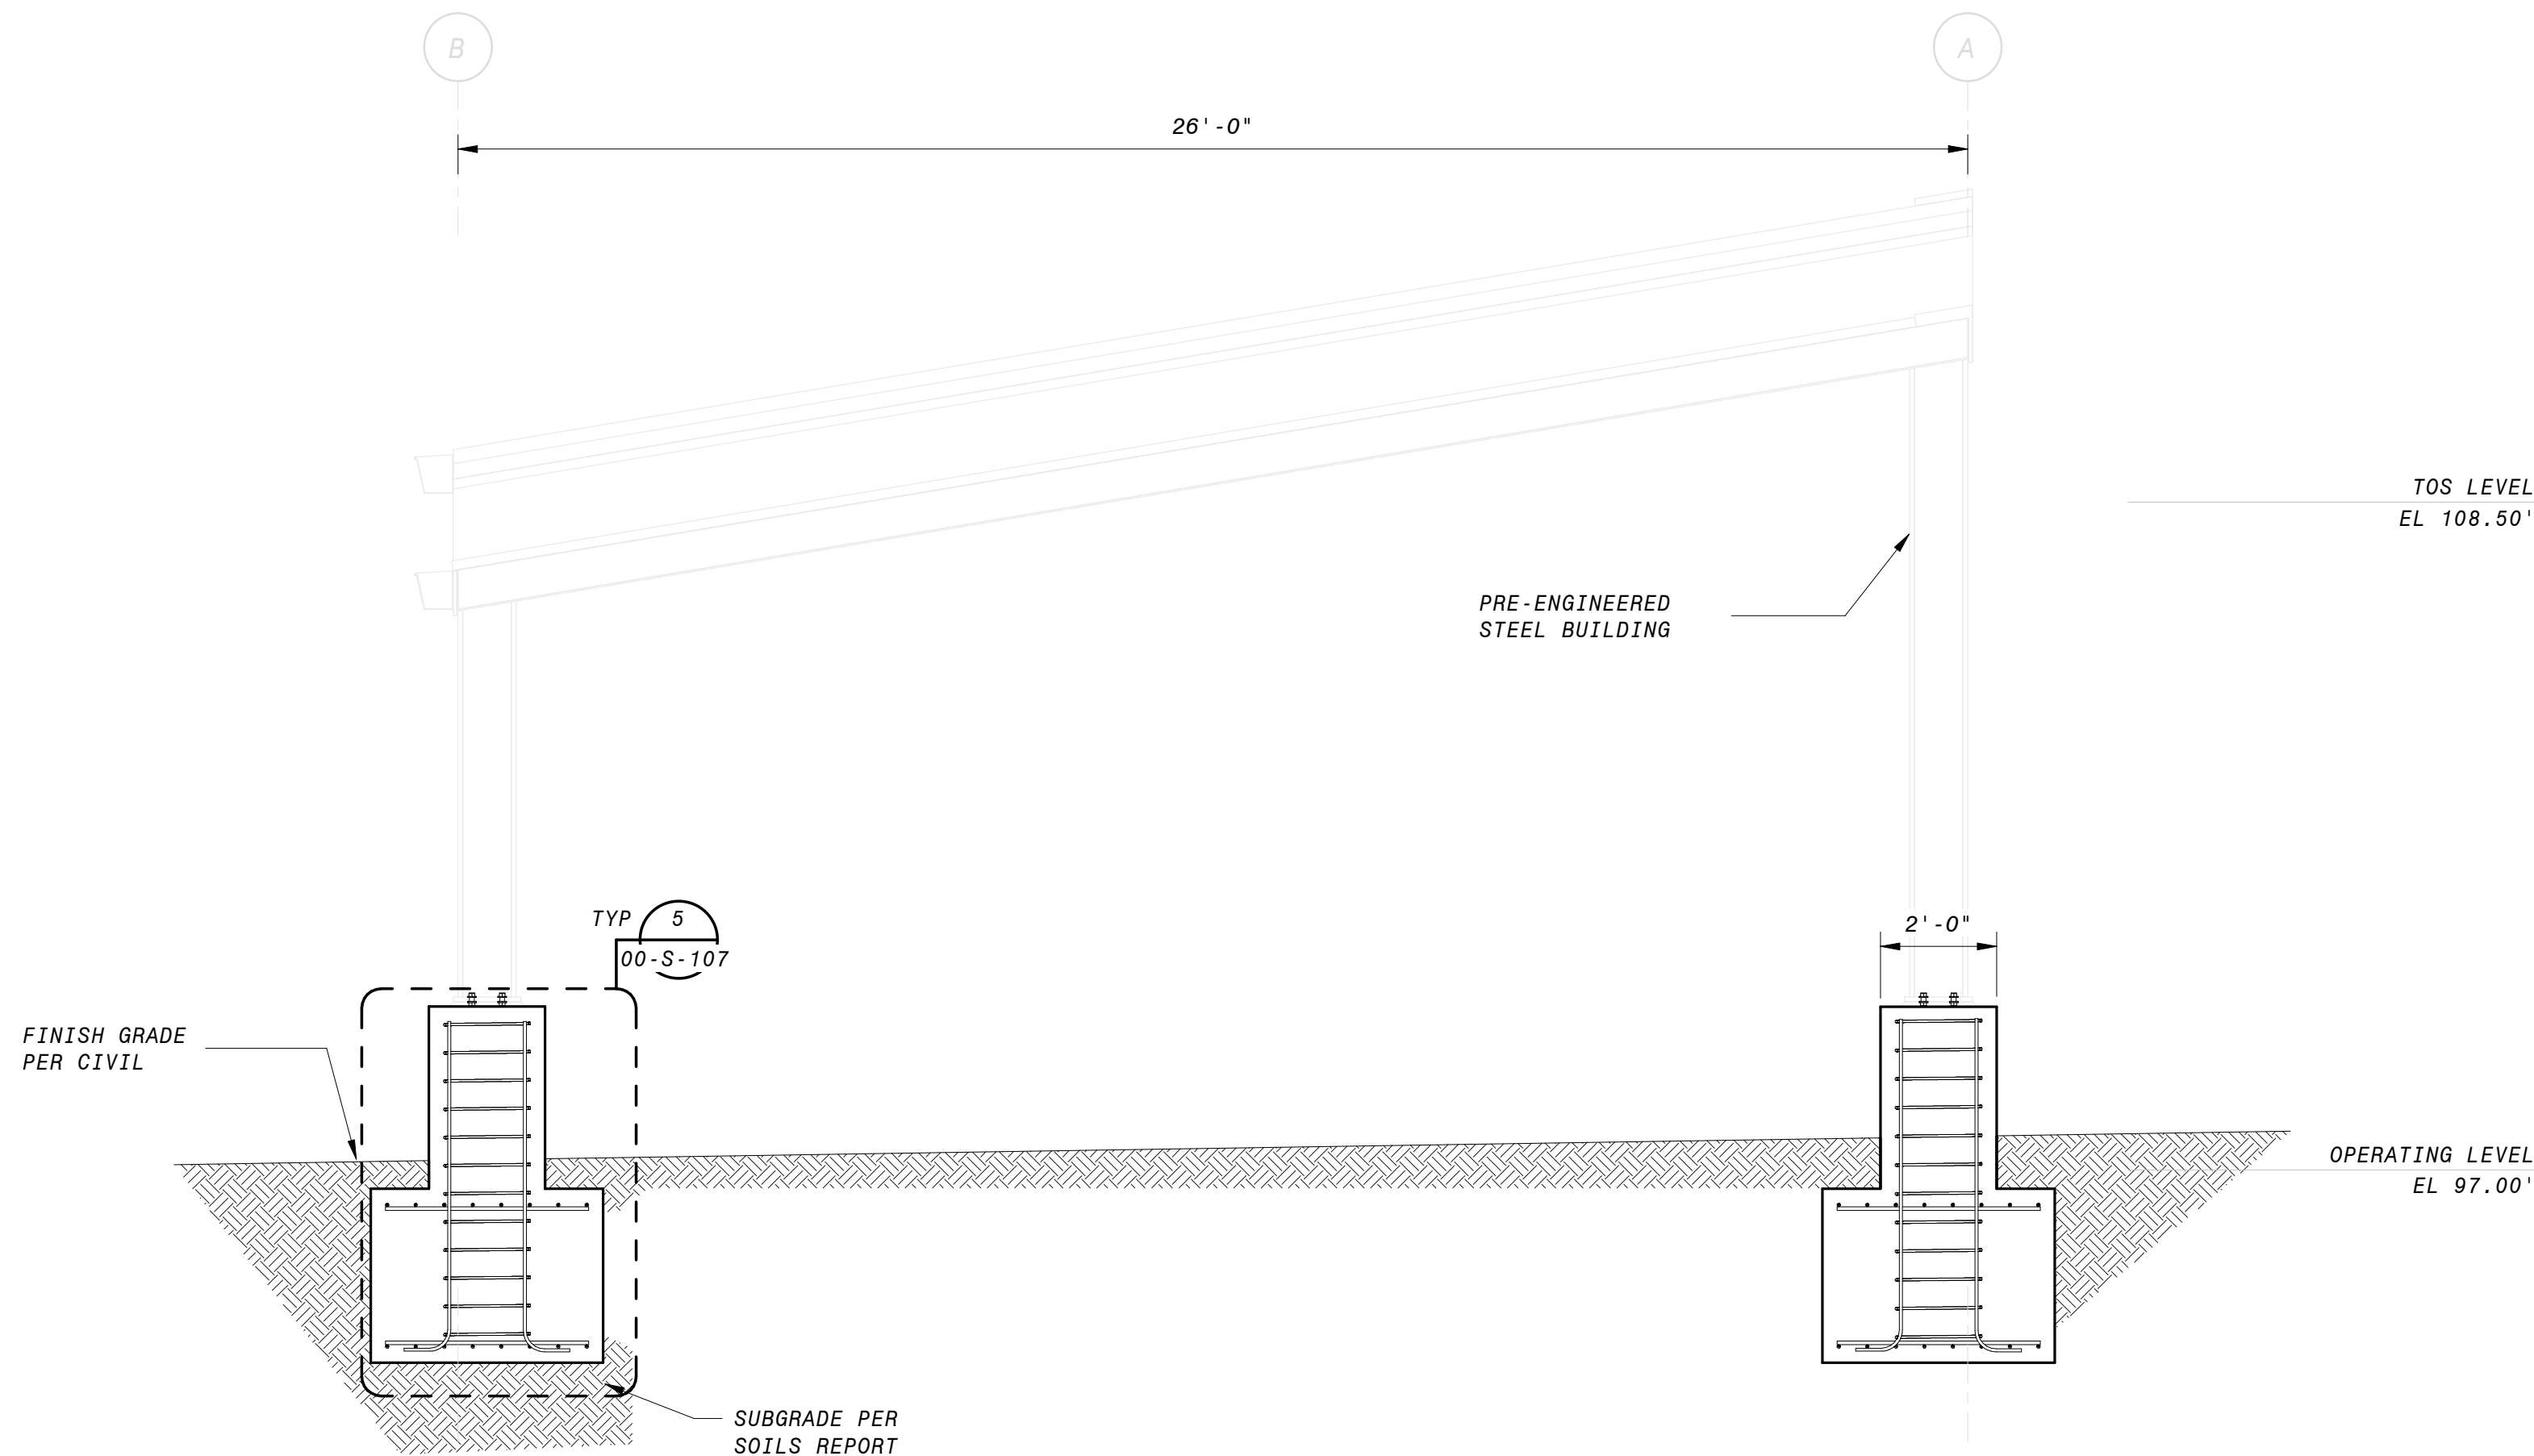 B
A
26'-0"
TOS LEVEL
EL 108.50'
PRE-ENGINEERED
STEEL BUILDING
TYP
5
00-S-107
2'-0"
FINISH GRADE
PER CIVIL
OPERATING LEVEL
EL 97.00'
SUBGRADE PER
SOILS REPORT